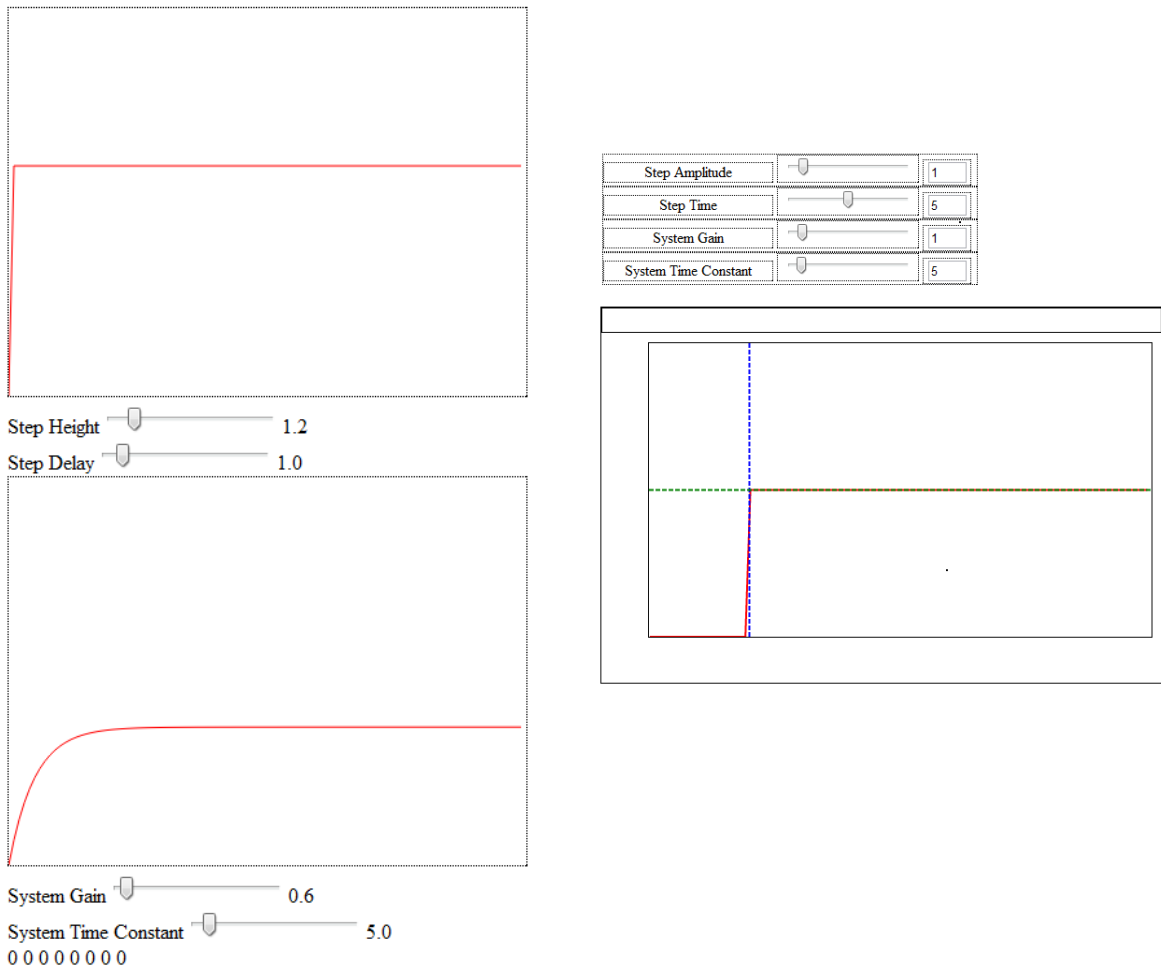 Step Height 1.2
Step Delay 1.0
System Gain 0.6
System Time Constant 5.0
0 0 0 0 0 0 0 0
Step Amplitude 1
Step Time 5
System Gain 1
System Time Constant 5